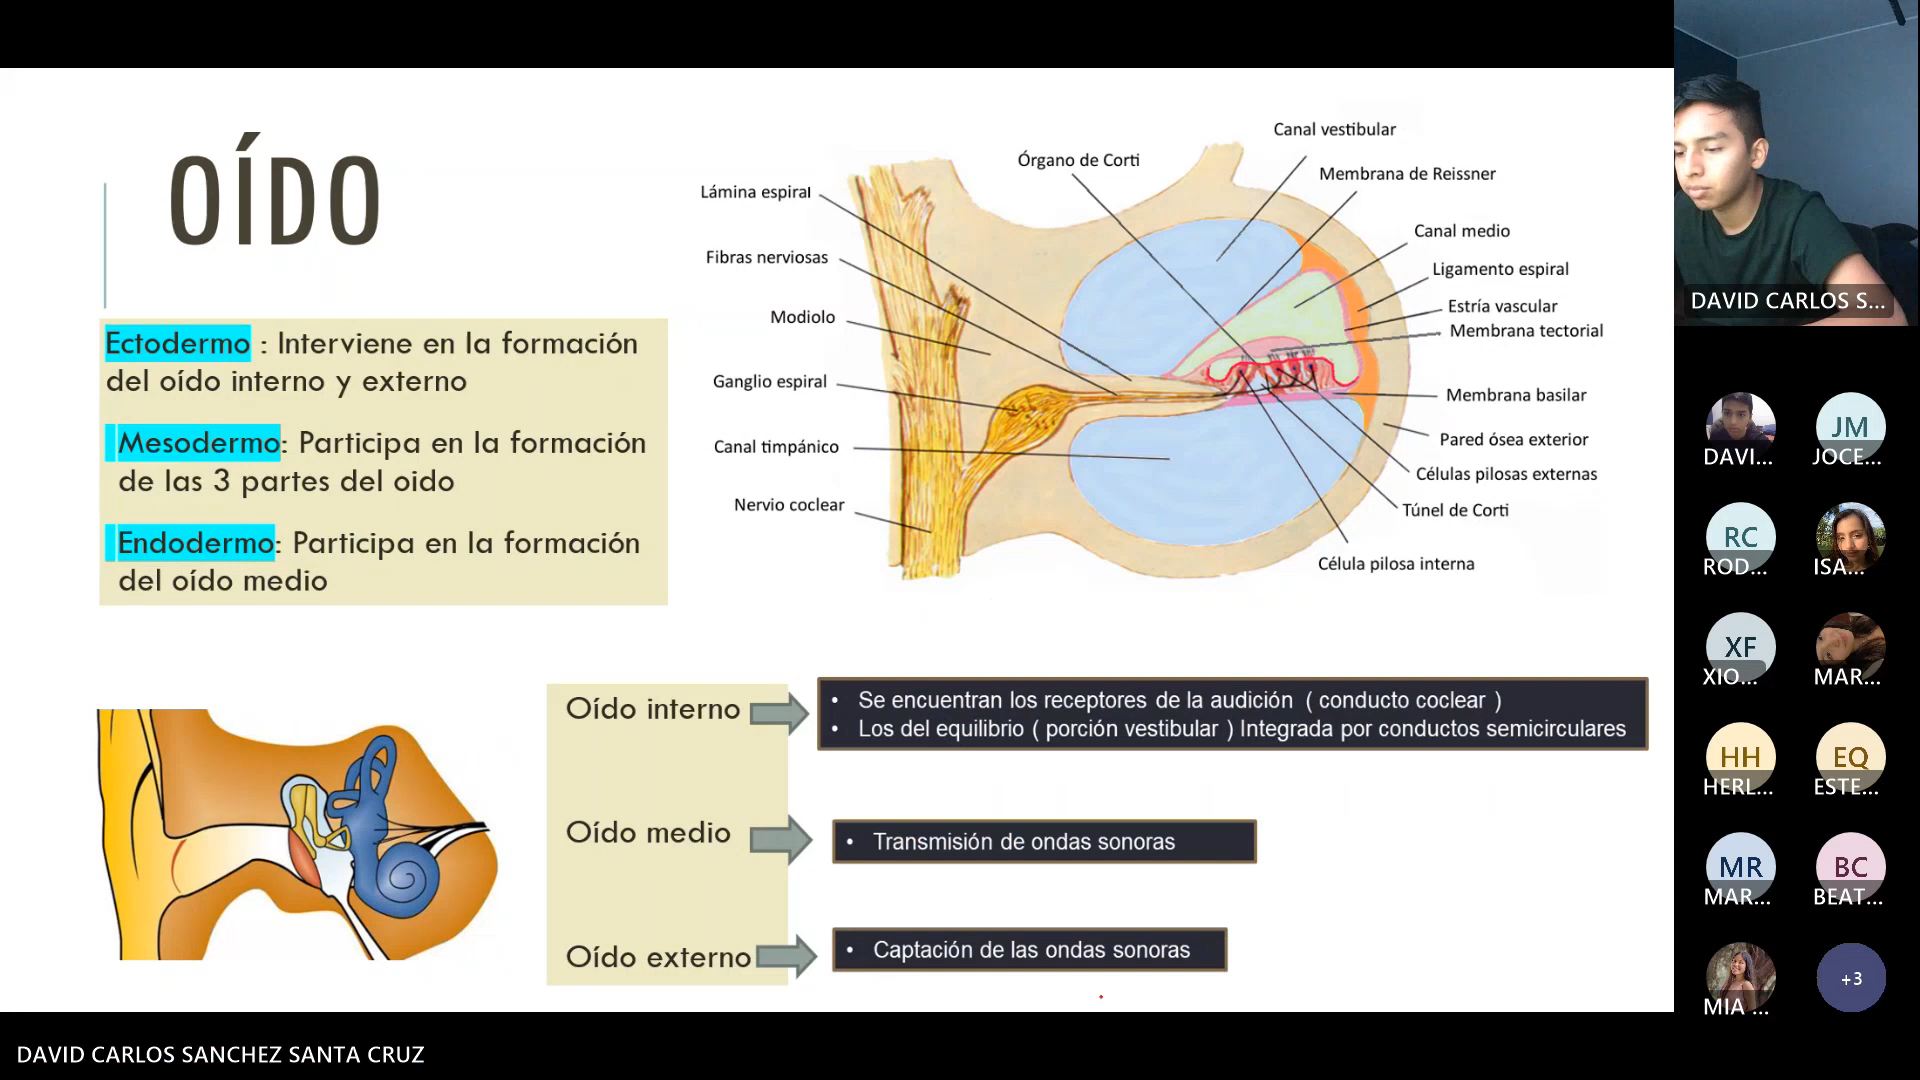 OÍDO
Ectodermo : Interviene en la formación
del oído interno y externo
Mesodermo: Participa en la formación
de las 3 partes del oido
Endodermo: Participa en la formación
del oído medio
Canal vestibular
Órgano de Corti
Membrana de Reissner
Lámina espiral
Canal medio
Fibras nerviosas
Ligamento espiral
Estría vascular
Modiolo
Membrana tectorial
Ganglio espiral
Membrana basilar
Canal timpánico
Pared ósea exterior
Células pilosas externas
Nervio coclear
Túnel de Corti
Célula pilosa interna
Oído interno
• Se encuentran los receptores de la audición ( conducto coclear )
• Los del equilibrio ( porción vestibular ) Integrada por conductos semicirculares
Oído medio
• Transmisión de ondas sonoras
Oído externo
• Captación de las ondas sonoras
DAVID CARLOS S...
DAVI...
JM
JOCE...
RC
ROD...
ISA...
XF
XIO...
MAR...
HH
HERL...
EQ
ESTE...
MR
MAR...
BC
BEAT...
MIA ...
+3
DAVID CARLOS SANCHEZ SANTA CRUZ